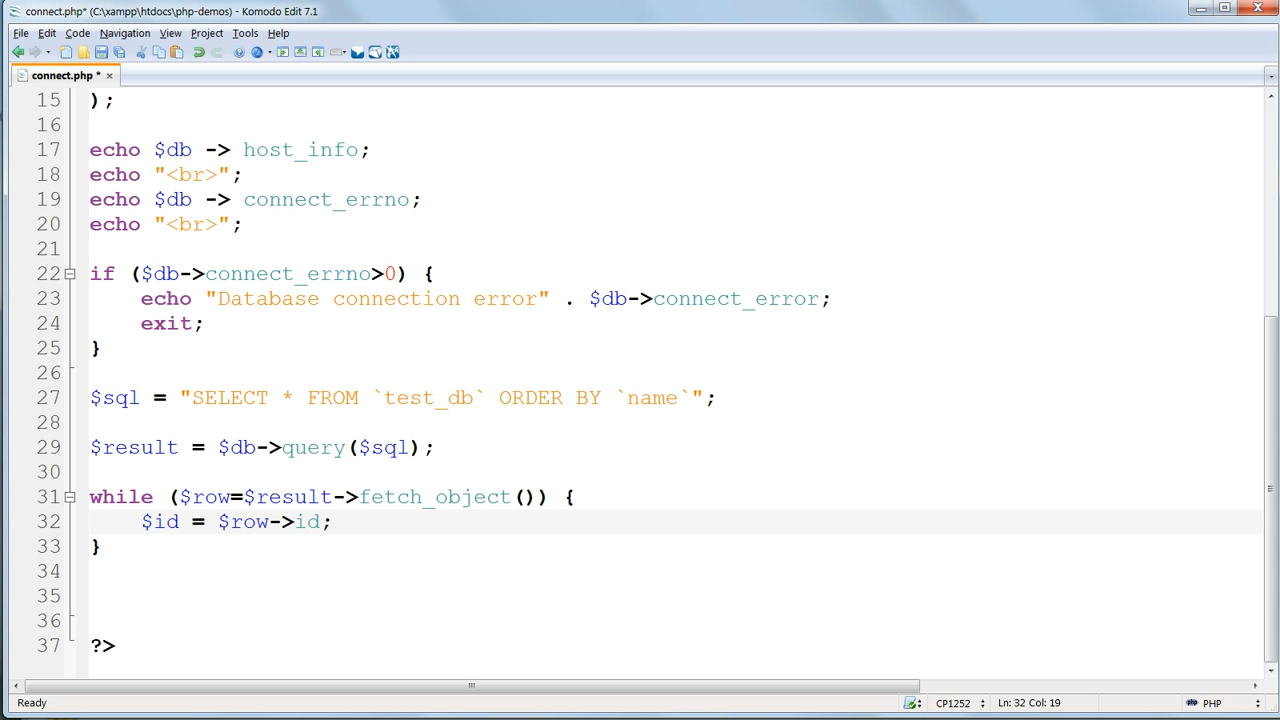 connect.php* (C:\xampp\htdocs\php-demos) - Komodo Edit 7.1
File Edit Code Navigation View Project Tools Help
connect.php *
15 );
16
17 echo $db -> host_info;
18 echo "<br>";
19 echo $db -> connect_errno;
20 echo "<br>";
21
22 if ($db->connect_errno>0) {
23     echo "Database connection error" . $db->connect_error;
24     exit;
25 }
26
27 $sql = "SELECT * FROM `test_db` ORDER BY `name`";
28
29 $result = $db->query($sql);
30
31 while ($row=$result->fetch_object()) {
32     $id = $row->id;
33 }
34
35
36
37 ?>
Ready CP1252 Ln: 32 Col: 19 PHP